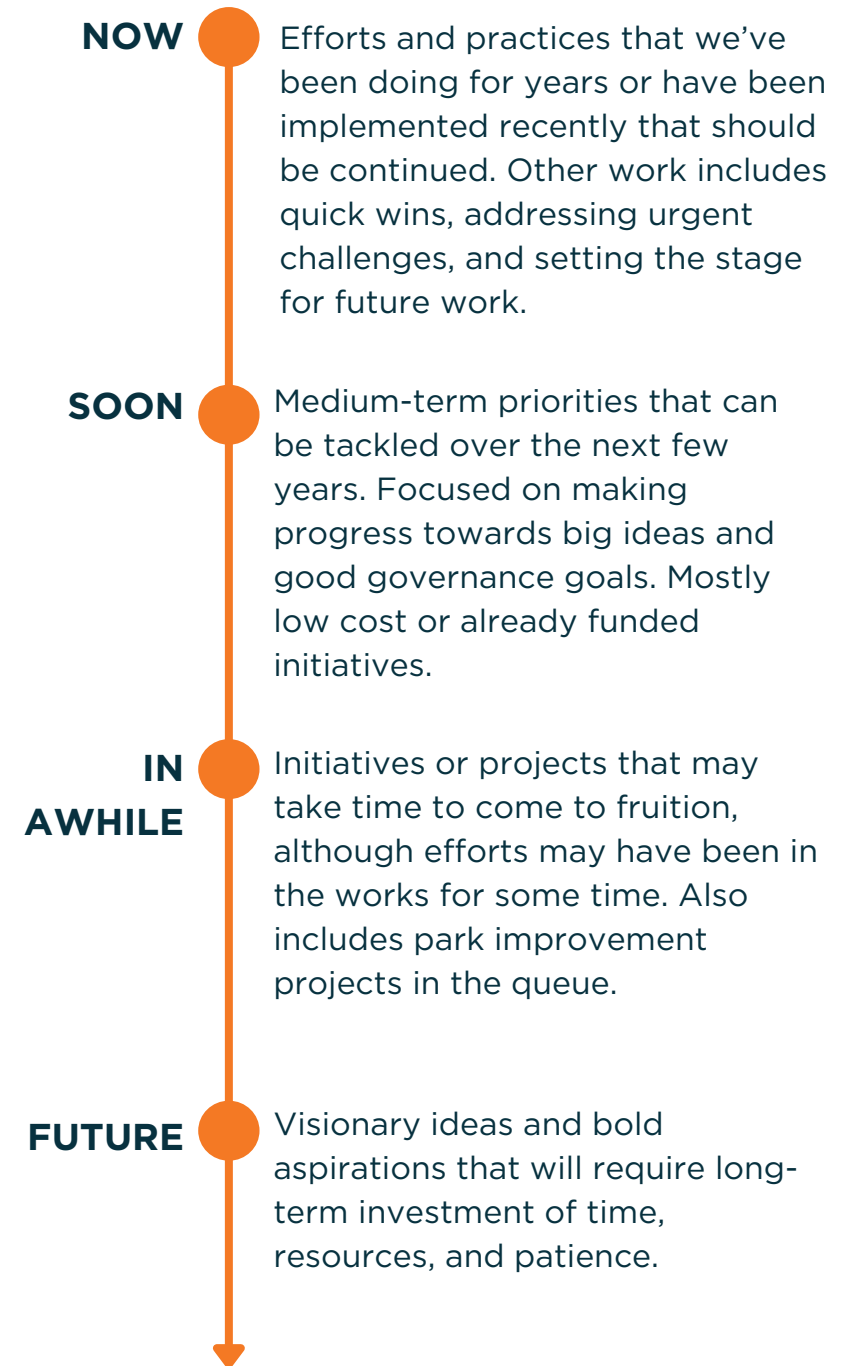 NOW
Efforts and practices that we’ve
been doing for years or have been
implemented recently that should
be continued. Other work includes
quick wins, addressing urgent
challenges, and setting the stage
for future work.
SOON
Medium-term priorities that can
be tackled over the next few
years. Focused on making
progress towards big ideas and
good governance goals. Mostly
low cost or already funded
initiatives.
IN
AWHILE
Initiatives or projects that may
take time to come to fruition,
although efforts may have been in
the works for some time. Also
includes park improvement
projects in the queue.
FUTURE
Visionary ideas and bold
aspirations that will require long-
term investment of time,
resources, and patience.